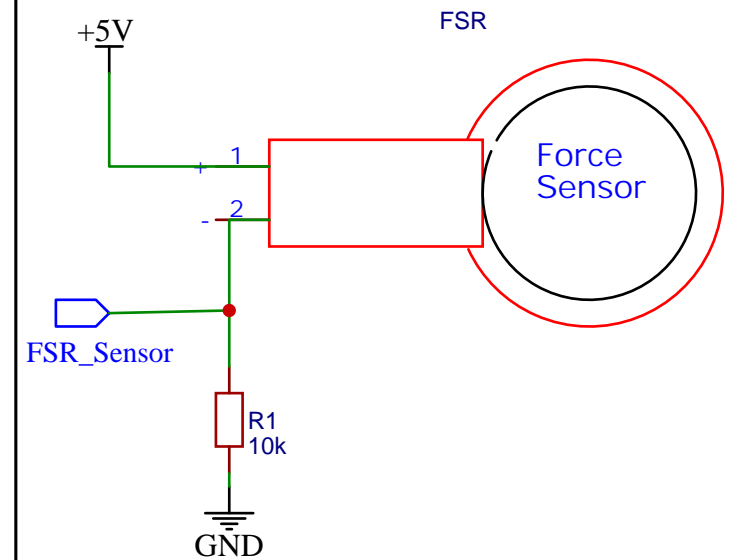 FSR
+5V
1
+
Force
Sensor
2
-
FSR_Sensor
R1
10k
GND